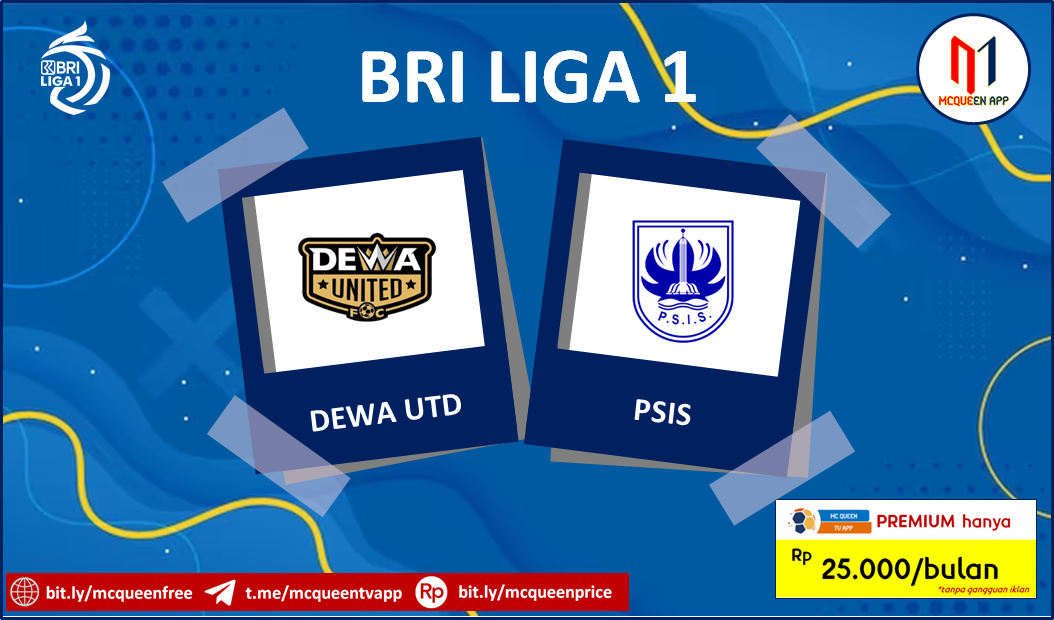 BRI
LIGA 1
BRI LIGA 1
MCQUEEN APP
DEWA
UNITED
FC
P.S.I.S.
DEWA UTD
PSIS
MC QUEEN
TV APP
PREMIUM hanya
Rp 25.000/bulan
*tanpa gangguan iklan
bit.ly/mcqueenfree t.me/mcqueentvapp Rp bit.ly/mcqueenprice